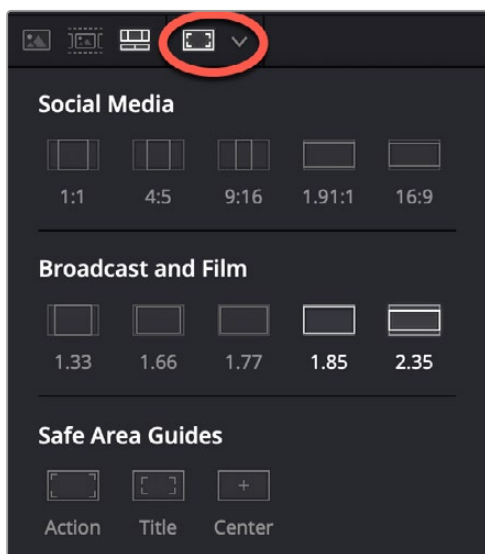 Social Media
1:1 4:5 9:16 1.91:1 16:9
Broadcast and Film
1.33 1.66 1.77 1.85 2.35
Safe Area Guides
Action Title Center